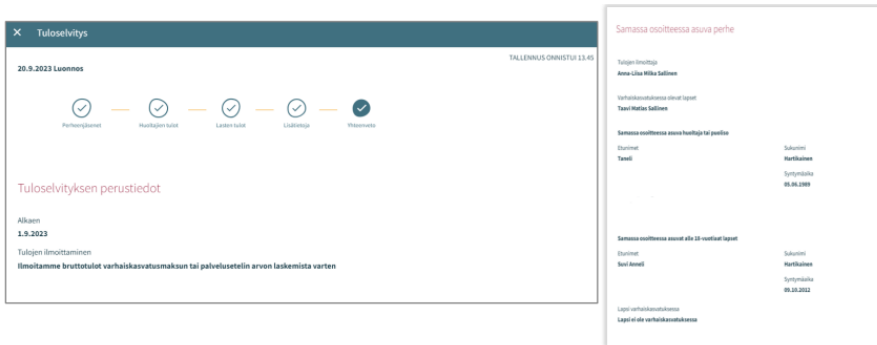 Tuloselvitys
TALLENNUS ONNISTUI 13.45
20.9.2023 Luonnos
Perheenjäsenet
Huoltajien tulot
Lasten tulot
Lisätietoja
Yhteenveto
Tuloselvityksen perustiedot
Alkaen
1.9.2023
Tulojen ilmoittaminen
Ilmoitamme bruttotulot varhaiskasvatusmaksun tai palvelusetelin arvon laskemista varten
Samassa osoitteessa asuva perhe
Tulojen ilmoittaja
Anna-Liisa Milka Sallinen
Varhaiskasvatuksessa olevat lapset
Taavi Matias Sallinen
Samassa osoitteessa asuva huoltaja tai puoliso
Etunimet Sukunimi
Taneli Hartikainen
Syntymäaika
05.06.1989
Samassa osoitteessa asuvat alle 18-vuotiaat lapset
Etunimet Sukunimi
Suvi Anneli Hartikainen
Syntymäaika
09.10.2012
Lapsi varhaiskasvatuksessa
Lapsi ei ole varhaiskasvatuksessa